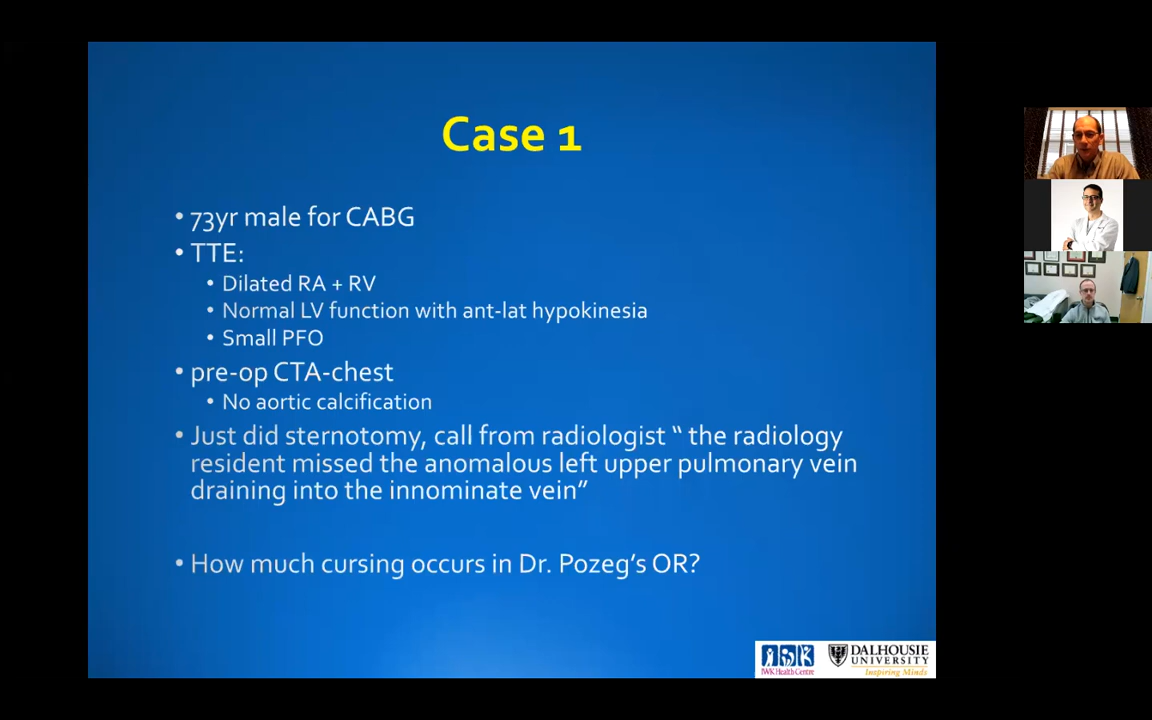 Case 1
• 73yr male for CABG
• TTE:
• Dilated RA + RV
• Normal LV function with ant-lat hypokinesia
• Small PFO
• pre-op CTA-chest
• No aortic calcification
• Just did sternotomy, call from radiologist “ the radiology
resident missed the anomalous left upper pulmonary vein
draining into the innominate vein”
• How much cursing occurs in Dr. Pozeg’s OR?
IWK Health Centre
DALHOUSIE
UNIVERSITY
Inspiring Minds